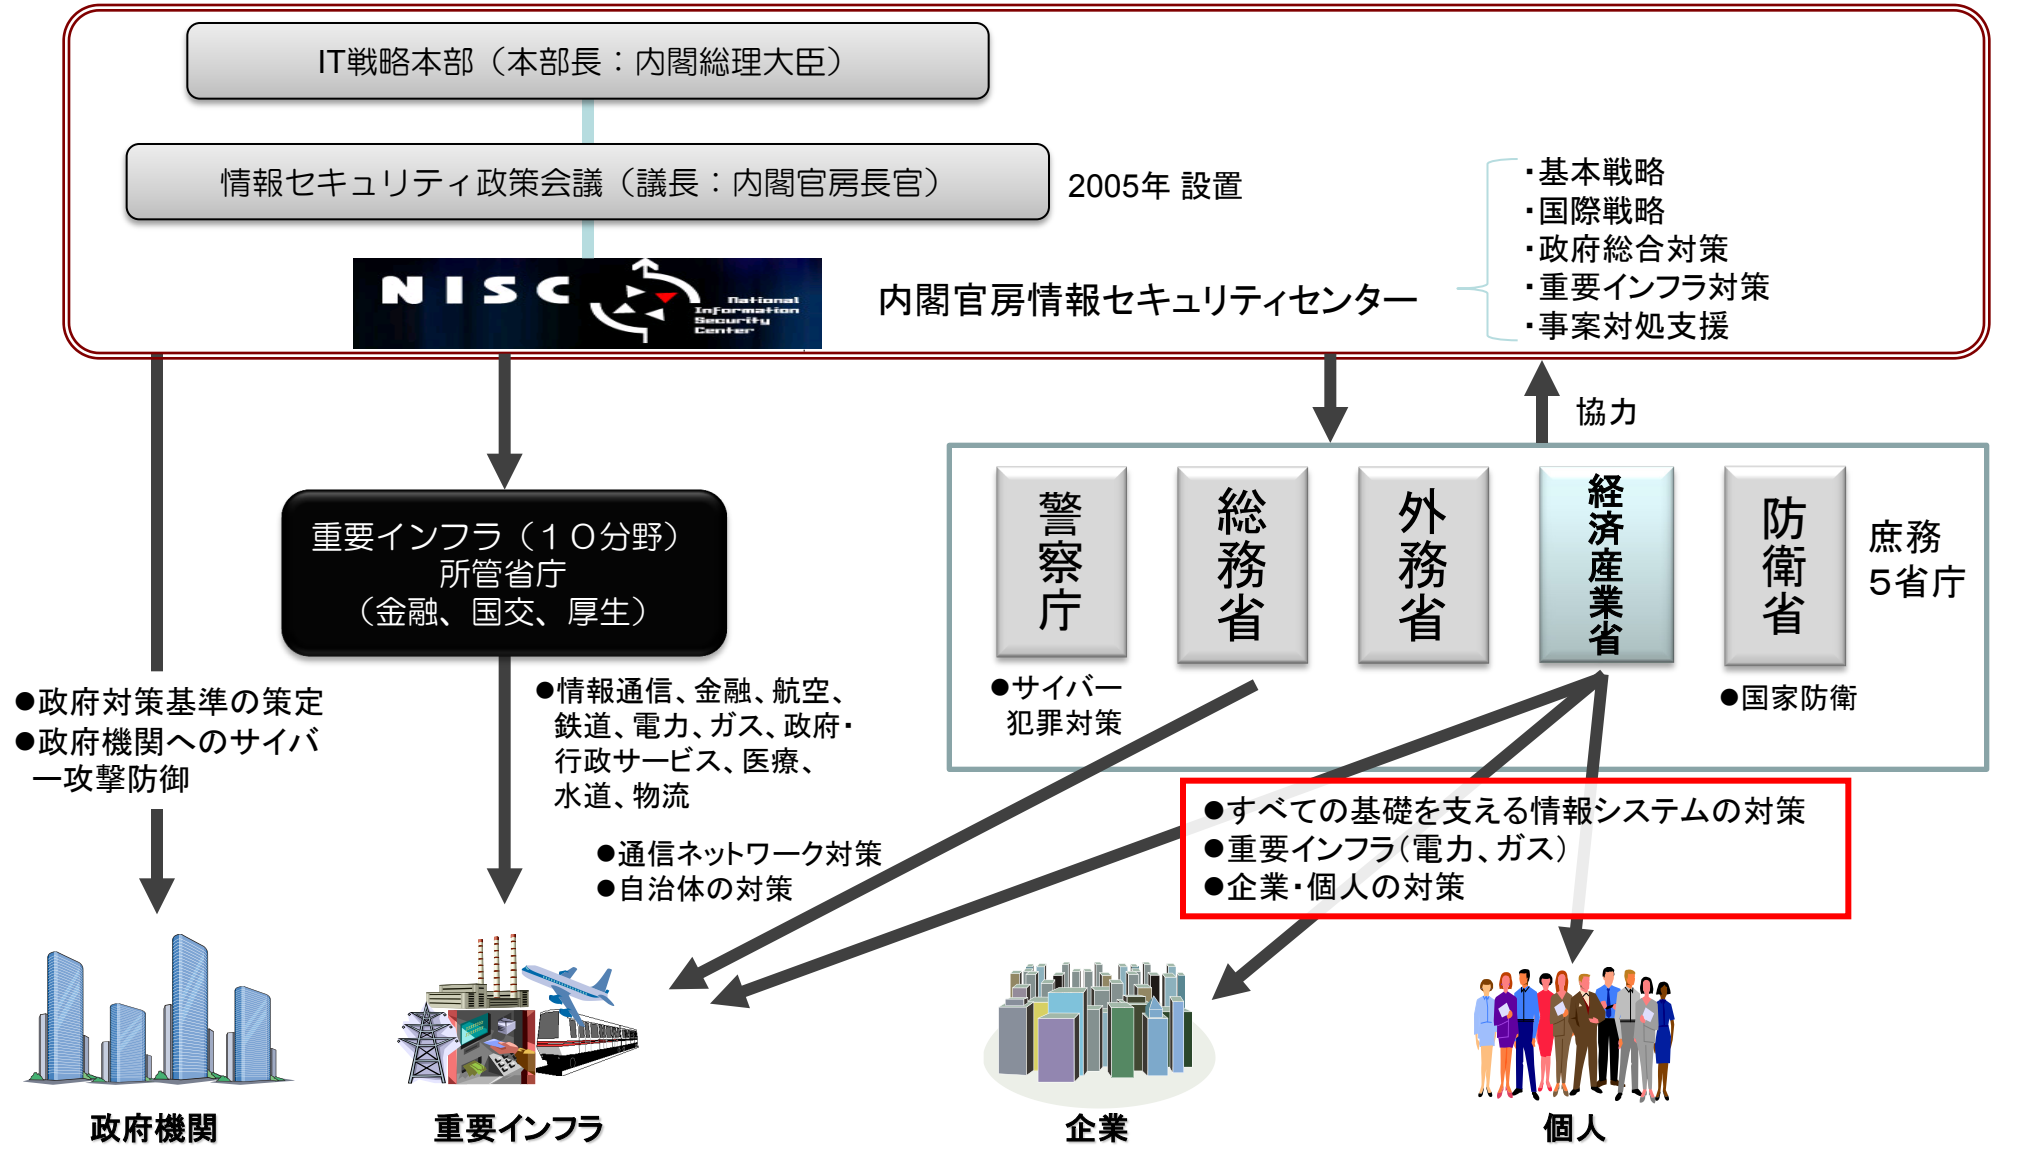 IT戦略本部（本部長：内閣総理大臣）
情報セキュリティ政策会議（議長：内閣官房長官）
2005年 設置
NISC
National
Information
Security
Center
内閣官房情報セキュリティセンター
・基本戦略
・国際戦略
・政府総合対策
・重要インフラ対策
・事案対処支援
協力
重要インフラ（１０分野）
所管省庁
（金融、国交、厚生）
警察庁
総務省
外務省
経済産業省
防衛省
庶務
５省庁
●サイバー
犯罪対策
●国家防衛
●政府対策基準の策定
●政府機関へのサイバ
ー攻撃防御
●情報通信、金融、航空、
鉄道、電力、ガス、政府・
行政サービス、医療、
水道、物流
●通信ネットワーク対策
●自治体の対策
●すべての基礎を支える情報システムの対策
●重要インフラ（電力、ガス）
●企業・個人の対策
政府機関
重要インフラ
企業
個人